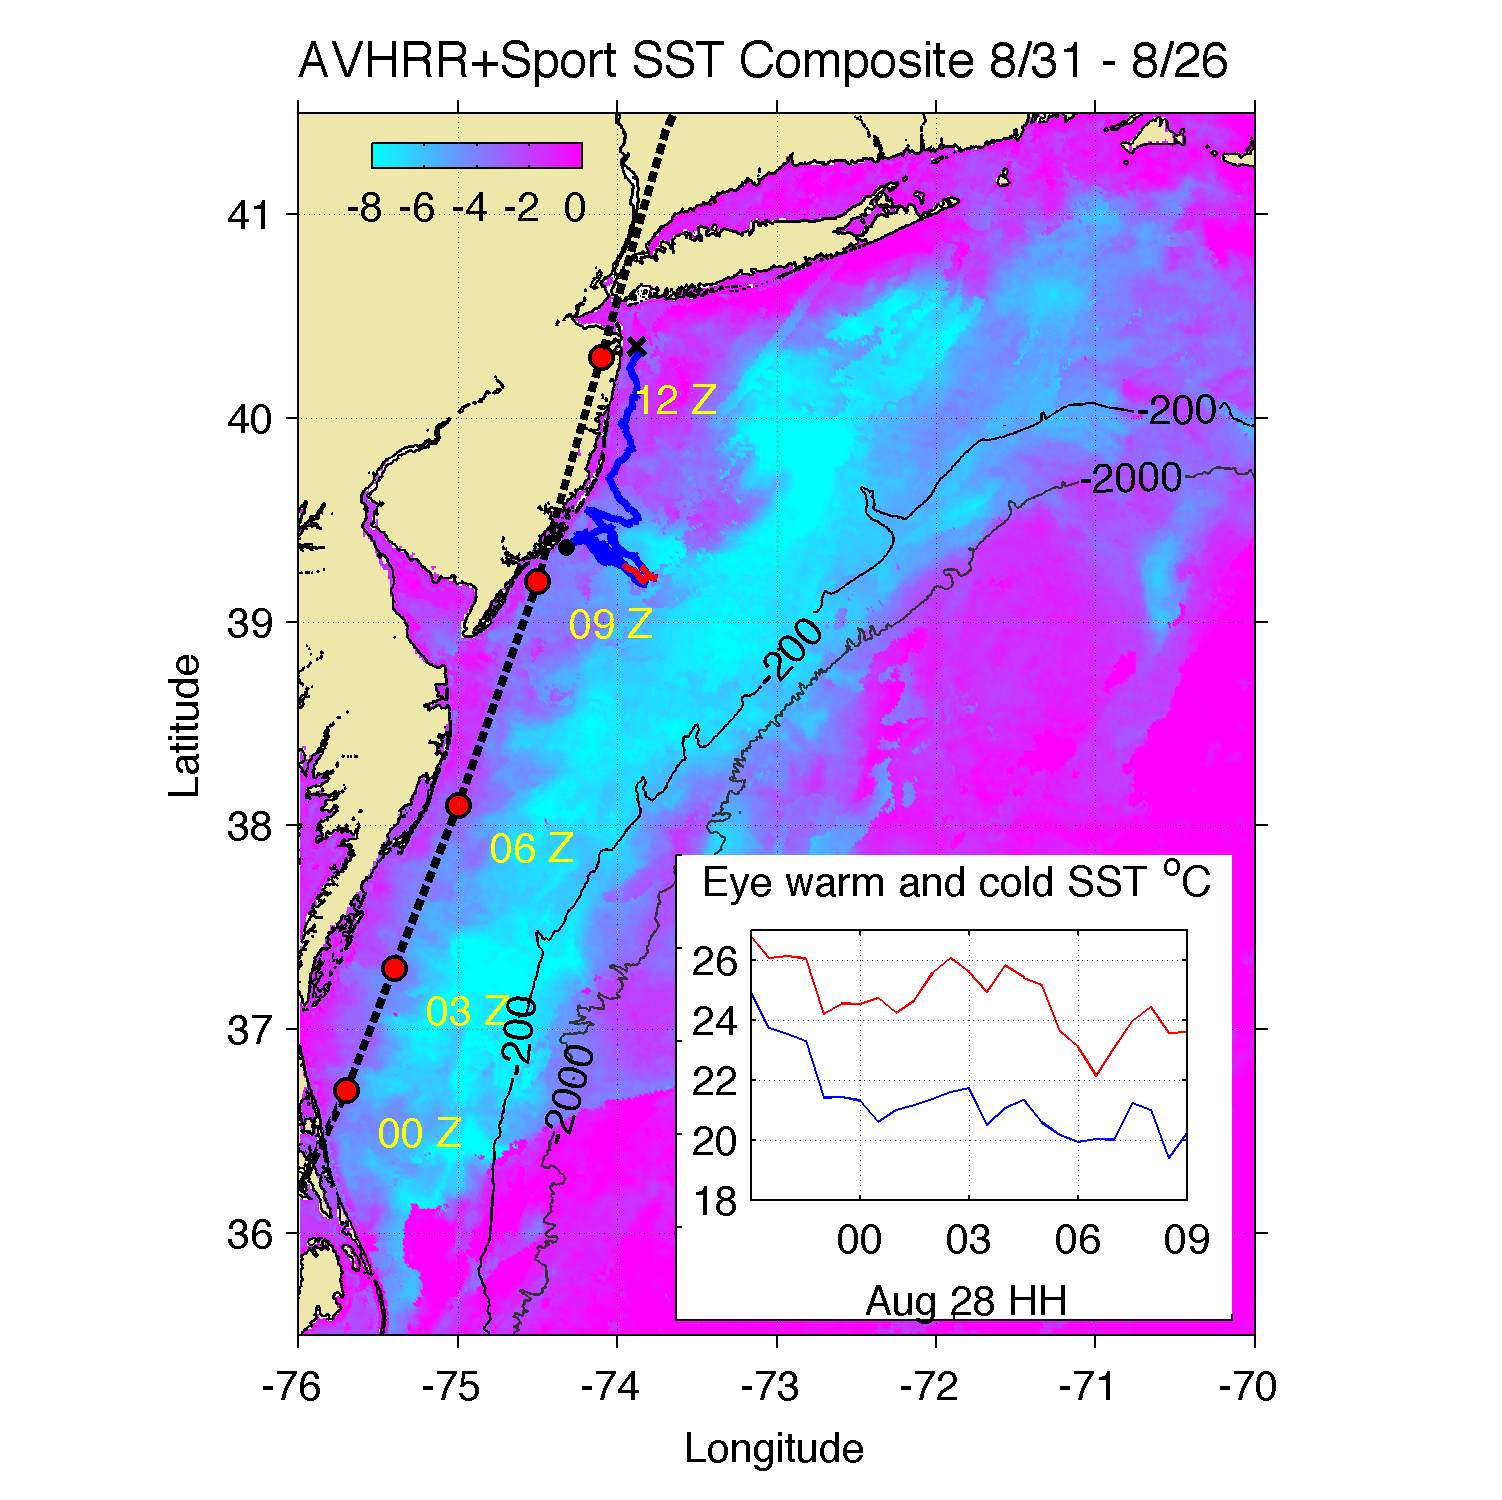 AVHRR+Sport SST Composite 8/31 - 8/26
-8 -6 -4 -2 0
41
40
39
38
37
36
Latitude
12 Z
09 Z
06 Z
03 Z
00 Z
-200
-2000
-200
-200
-2000
Eye warm and cold SST °C
26
24
22
20
18
00 03 06 09
Aug 28 HH
-76 -75 -74 -73 -72 -71 -70
Longitude